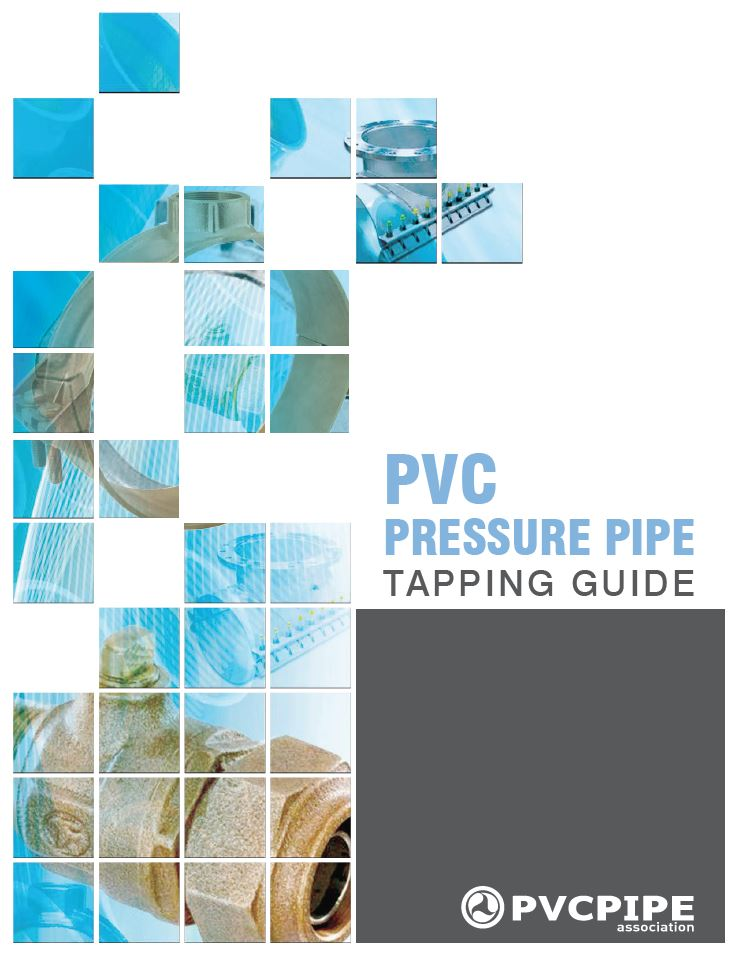 PVC
PRESSURE PIPE
TAPPING GUIDE
PVCPIPE
association